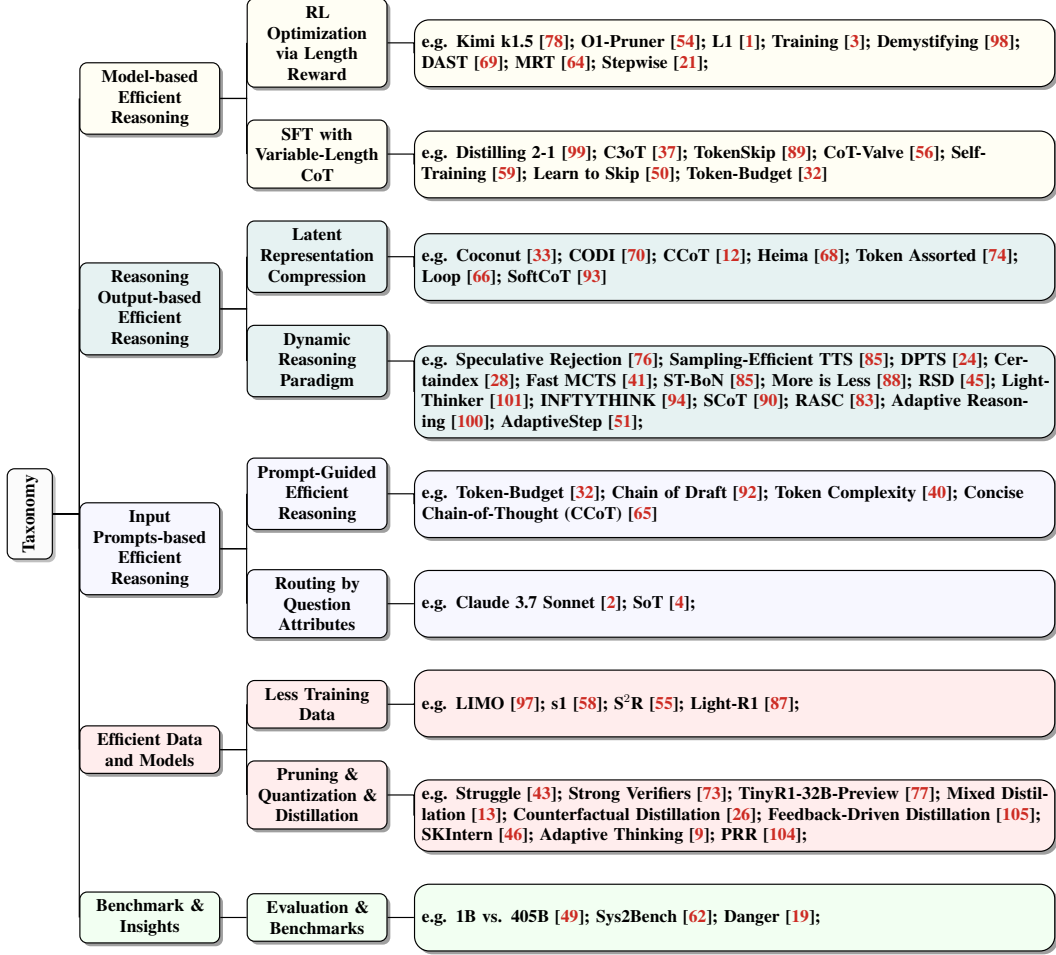 Taxonomy
Model-based
Efficient
Reasoning
RL
Optimization
via Length
Reward
e.g. Kimi k1.5 [78]; O1-Pruner [54]; L1 [1]; Training [3]; Demystifying [98];
DAST [69]; MRT [64]; Stepwise [21];
SFT with
Variable-Length
CoT
e.g. Distilling 2-1 [99]; C3oT [37]; TokenSkip [89]; CoT-Valve [56]; Self-
Training [59]; Learn to Skip [50]; Token-Budget [32]
Reasoning
Output-based
Efficient
Reasoning
Latent
Representation
Compression
e.g. Coconut [33]; CODI [70]; CCoT [12]; Heima [68]; Token Assorted [74];
Loop [66]; SoftCoT [93]
Dynamic
Reasoning
Paradigm
e.g. Speculative Rejection [76]; Sampling-Efficient TTS [85]; DPTS [24]; Cer-
taindex [28]; Fast MCTS [41]; ST-BoN [85]; More is Less [88]; RSD [45]; Light-
Thinker [101]; INFTYTHINK [94]; SCoT [90]; RASC [83]; Adaptive Reason-
ing [100]; AdaptiveStep [51];
Input
Prompts-based
Efficient
Reasoning
Prompt-Guided
Efficient
Reasoning
e.g. Token-Budget [32]; Chain of Draft [92]; Token Complexity [40]; Concise
Chain-of-Thought (CCoT) [65]
Routing by
Question
Attributes
e.g. Claude 3.7 Sonnet [2]; SoT [4];
Efficient Data
and Models
Less Training
Data
e.g. LIMO [97]; s1 [58]; S²R [55]; Light-R1 [87];
Pruning &
Quantization &
Distillation
e.g. Struggle [43]; Strong Verifiers [73]; TinyR1-32B-Preview [77]; Mixed Distil-
lation [13]; Counterfactual Distillation [26]; Feedback-Driven Distillation [105];
SKIntern [46]; Adaptive Thinking [9]; PRR [104];
Benchmark &
Insights
Evaluation &
Benchmarks
e.g. 1B vs. 405B [49]; Sys2Bench [62]; Danger [19];